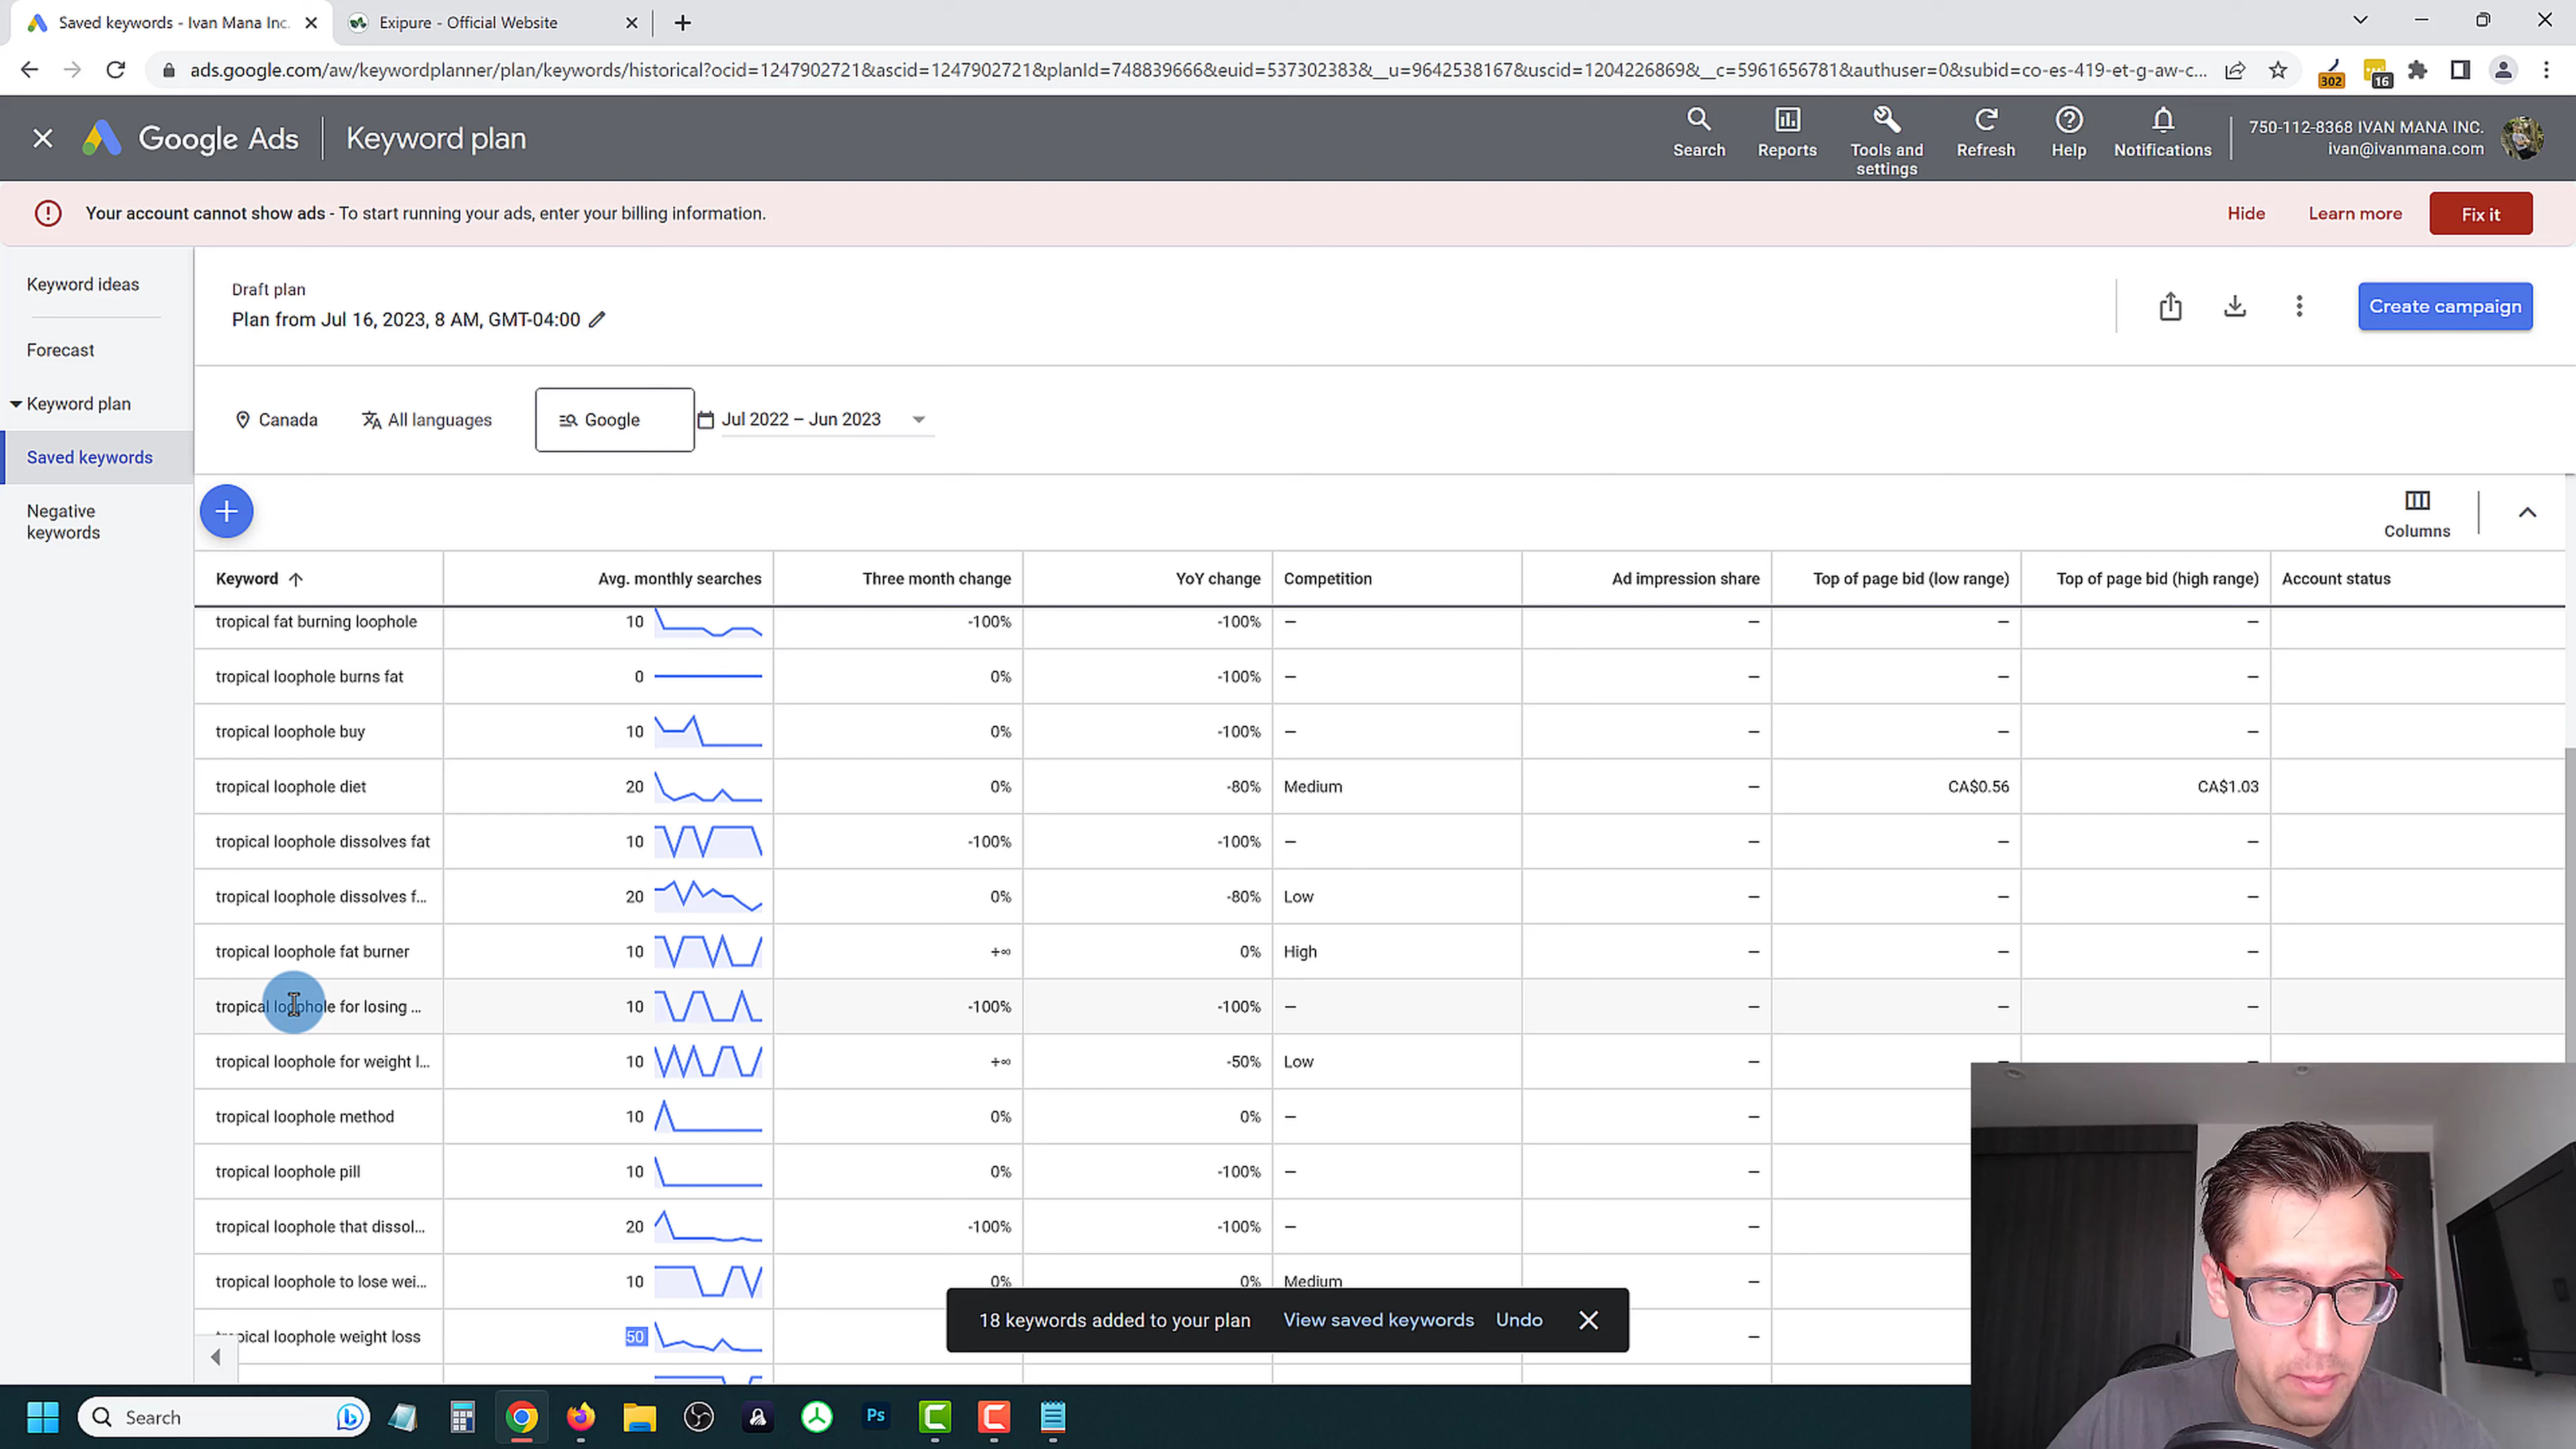 Saved keywords - Ivan Mana Inc.
Exipure - Official Website
ads.google.com/aw/keywordplanner/plan/keywords/historical?ocid=1247902721&ascid=1247902721&planId=748839666&euid=537302383&__u=9642538167&uscid=1204226869&__c=5961656781&authuser=0&subid=co-es-419-et-g-aw-c...
302
16
Google Ads
Keyword plan
Search
Reports
Tools and settings
Refresh
Help
Notifications
750-112-8368 IVAN MANA INC.
ivan@ivanmana.com
Your account cannot show ads - To start running your ads, enter your billing information.
Hide
Learn more
Fix it
Keyword ideas
Forecast
Keyword plan
Saved keywords
Negative keywords
Draft plan
Plan from Jul 16, 2023, 8 AM, GMT-04:00
Create campaign
Canada
All languages
Google
Jul 2022 – Jun 2023
Columns
Keyword Avg. monthly searches Three month change YoY change Competition Ad impression share Top of page bid (low range) Top of page bid (high range) Account status
tropical fat burning loophole 10 -100% -100% – – – –
tropical loophole burns fat 0 0% -100% – – – –
tropical loophole buy 10 0% -100% – – – –
tropical loophole diet 20 0% -80% Medium – CA$0.56 CA$1.03
tropical loophole dissolves fat 10 -100% -100% – – – –
tropical loophole dissolves f... 20 0% -80% Low – – –
tropical loophole fat burner 10 +∞ 0% High – – –
tropical loophole for losing ... 10 -100% -100% – – – –
tropical loophole for weight l... 10 +∞ -50% Low – – –
tropical loophole method 10 0% 0% – –
tropical loophole pill 10 0% -100% – –
tropical loophole that dissol... 20 -100% -100% – –
tropical loophole to lose wei... 10 0% 0% Medium –
tropical loophole weight loss 50 –
18 keywords added to your plan View saved keywords Undo
Search
Ps